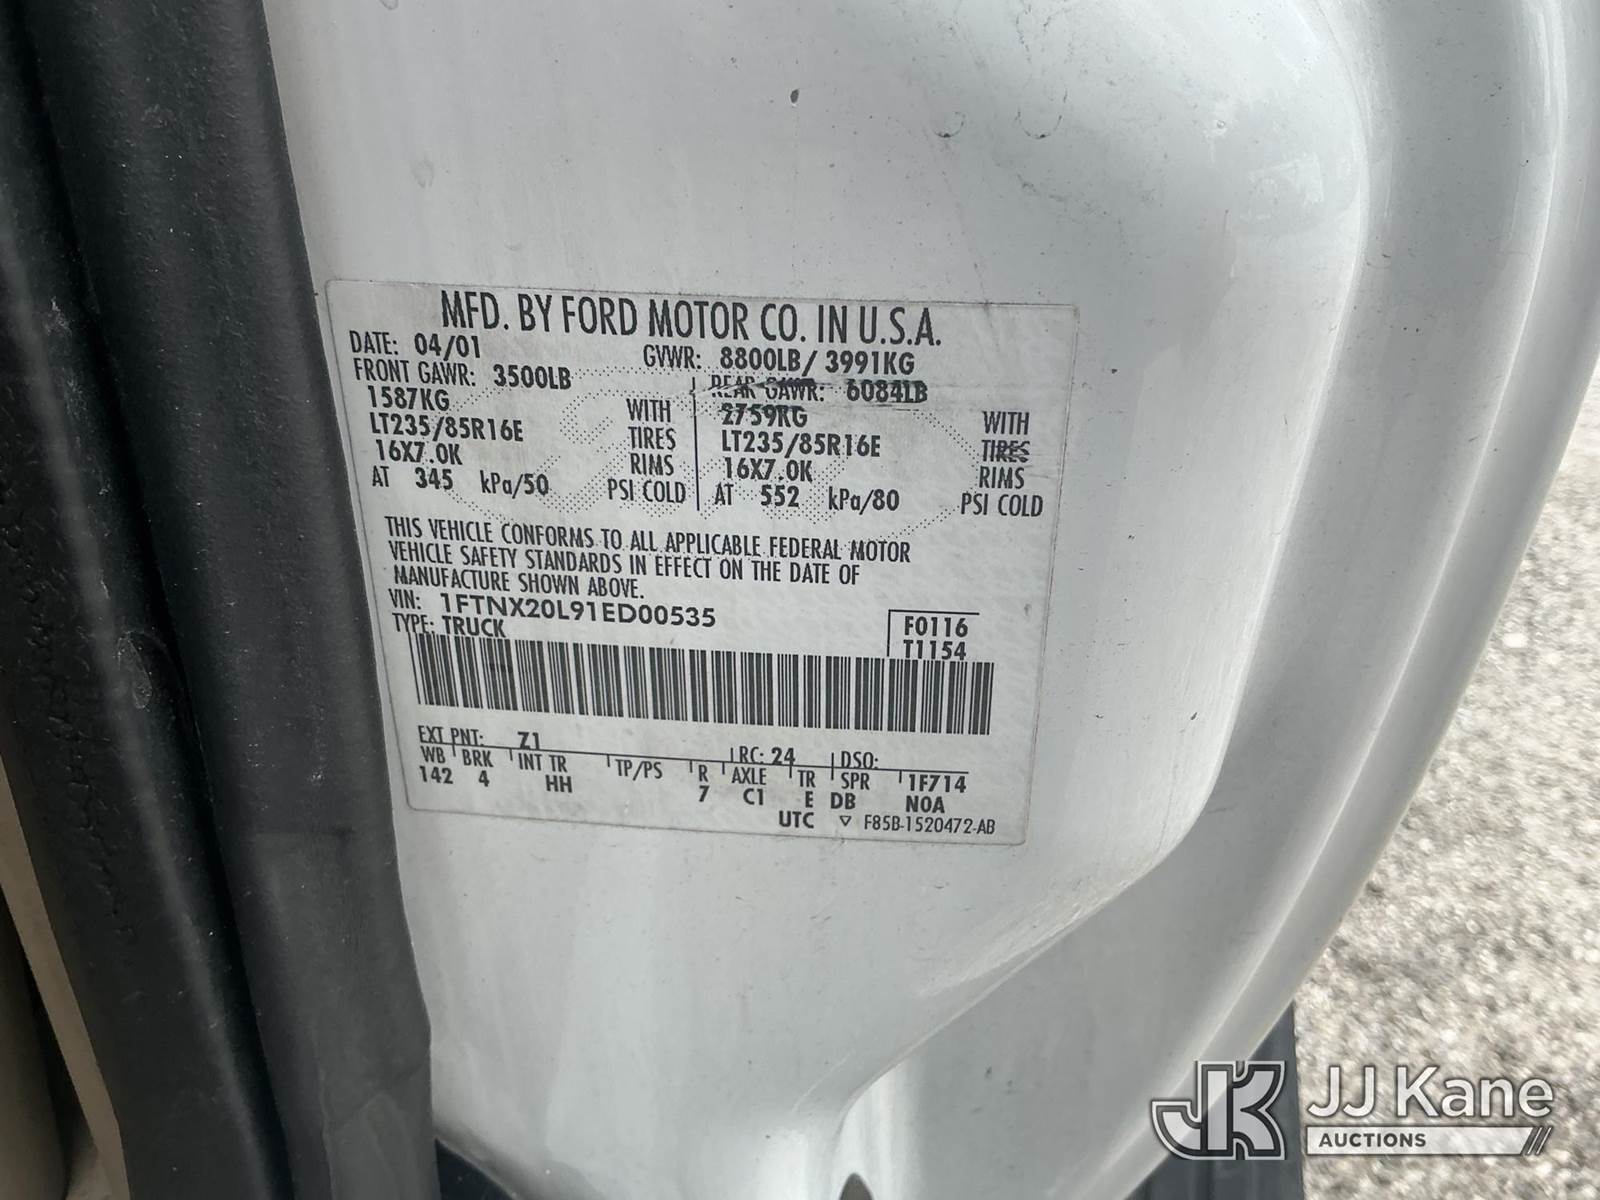 MFD. BY FORD MOTOR CO. IN U.S.A.
DATE: 04/01 GVWR: 8800LB/ 3991KG
FRONT GAWR: 3500LB REAR GAWR: 6084LB
1587KG WITH 2759KG WITH
LT235/85R16E TIRES LT235/85R16E TIRES
16X7.0K RIMS 16X7.0K RIMS
AT 345 kPa/50 PSI COLD AT 552 kPa/80 PSI COLD
THIS VEHICLE CONFORMS TO ALL APPLICABLE FEDERAL MOTOR
VEHICLE SAFETY STANDARDS IN EFFECT ON THE DATE OF
MANUFACTURE SHOWN ABOVE.
VIN: 1FTNX20L91ED00535 F0116
TYPE: TRUCK T1154
EXT PNT: Z1 RC: 24 DSO:
WB BRK INT TR TP/PS R AXLE TR SPR 1F714
142 4 HH 7 C1 E DB N0A
UTC ▽ F85B-1520472-AB
JK JJ Kane
AUCTIONS